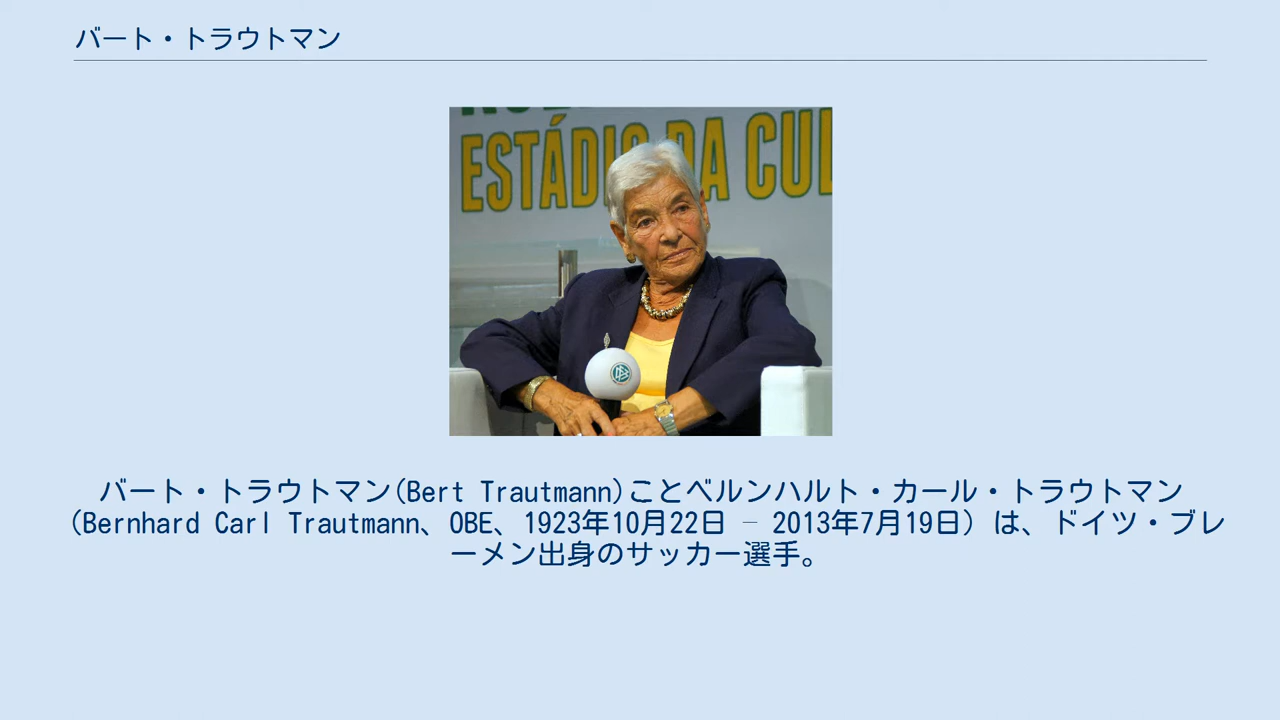 バート・トラウトマン
ESTÁDIO DA CUL
バート・トラウトマン(Bert Trautmann)ことベルンハルト・カール・トラウトマン
(Bernhard Carl Trautmann、OBE、1923年10月22日 – 2013年7月19日) は、ドイツ・ブレ
ーメン出身のサッカー選手。